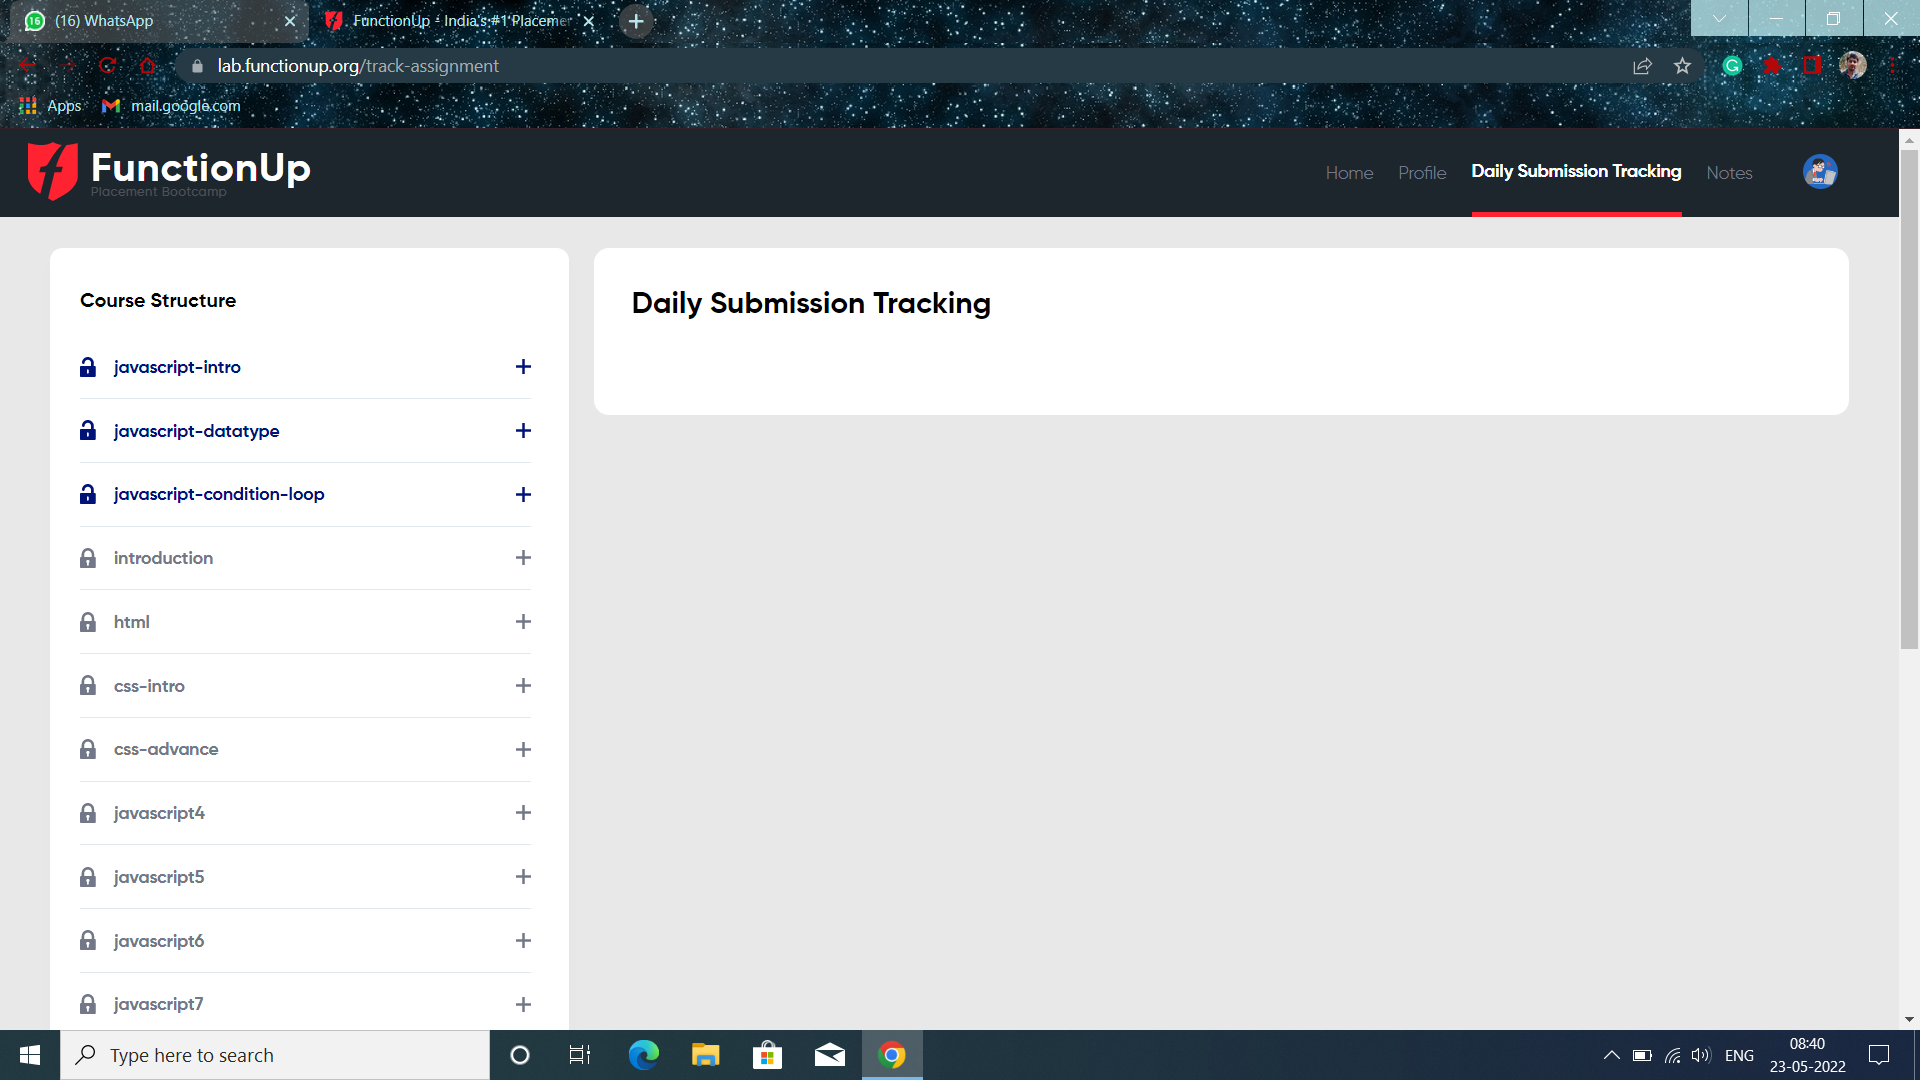 (16) WhatsApp
FunctionUp - India's #1 Placeme
lab.functionup.org/track-assignment
Apps
mail.google.com
FunctionUp
Placement Bootcamp
Home
Profile
Daily Submission Tracking
Notes
Course Structure
javascript-intro
javascript-datatype
javascript-condition-loop
introduction
html
css-intro
css-advance
javascript4
javascript5
javascript6
javascript7
Daily Submission Tracking
Type here to search
ENG
08:40
23-05-2022